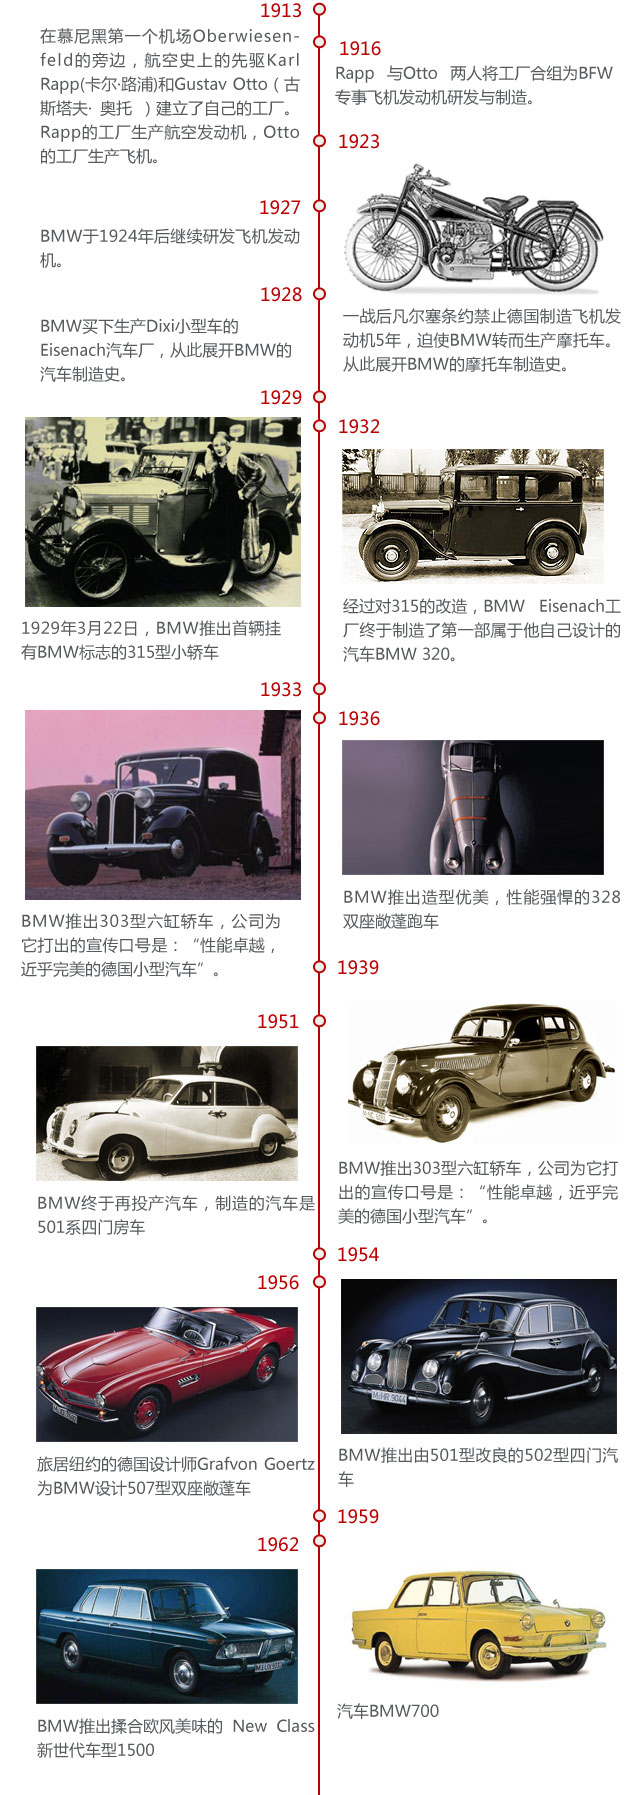 1913
在慕尼黑第一个机场Oberwiesen-
feld的旁边，航空史上的先驱Karl
Rapp(卡尔·路浦)和Gustav Otto（古
斯塔夫· 奥托 ）建立了自己的工厂。
Rapp的工厂生产航空发动机，Otto
的工厂生产飞机。
1916
Rapp 与Otto 两人将工厂合组为BFW
专事飞机发动机研发与制造。
1923
一战后凡尔塞条约禁止德国制造飞机发
动机5年，迫使BMW转而生产摩托车。
从此展开BMW的摩托车制造史。
1927
BMW于1924年后继续研发飞机发动
机。
1928
BMW买下生产Dixi小型车的
Eisenach汽车厂，从此展开BMW的
汽车制造史。
1929
1929年3月22日，BMW推出首辆挂
有BMW标志的315型小轿车
1932
经过对315的改造，BMW Eisenach工
厂终于制造了第一部属于他自己设计的
汽车BMW 320。
1933
BMW推出303型六缸轿车，公司为
它打出的宣传口号是：“性能卓越，
近乎完美的德国小型汽车”。
1936
BMW推出造型优美，性能强悍的328
双座敞蓬跑车
1939
BMW推出303型六缸轿车，公司为它打
出的宣传口号是：“性能卓越，近乎完
美的德国小型汽车”。
1951
BMW终于再投产汽车，制造的汽车是
501系四门房车
1954
M·HR 9044
BMW推出由501型改良的502型四门汽
车
1956
旅居纽约的德国设计师Grafvon Goertz
为BMW设计507型双座敞蓬车
1959
汽车BMW700
1962
BMW推出揉合欧风美味的 New Class
新世代车型1500